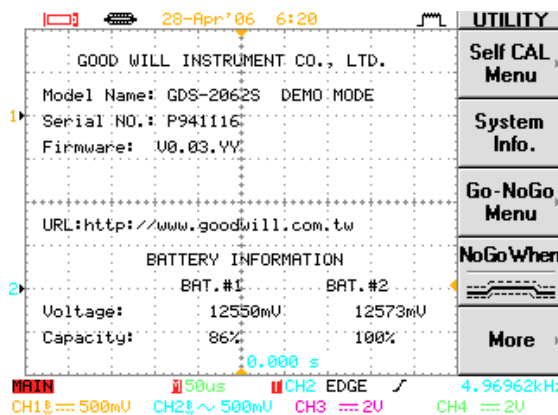 28-Apr'06 6:20 UTILITY
GOOD WILL INSTRUMENT CO., LTD.
Model Name: GDS-2062S DEMO MODE
Serial NO.: P941116
Firmware: V0.03.YY
URL:http://www.goodwill.com.tw
BATTERY INFORMATION
BAT.#1 BAT.#2
Voltage: 12550mV 12573mV
Capacity: 86% 100%
0.000 s
1
2
Self CAL
Menu
System
Info.
Go-NoGo
Menu
NoGoWhen
More
MAIN M 50us T CH2 EDGE 4.96962kHz
CH1 500mV CH2 500mV CH3 2V CH4 2V